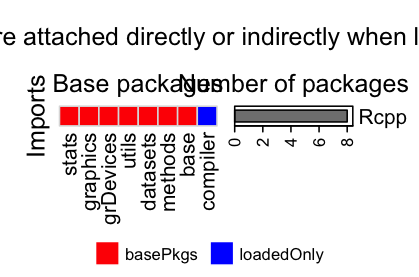 re attached directly or indirectly when l
Base packages
Number of packages
Imports
stats
graphics
grDevices
utils
datasets
methods
base
compiler
0
2
4
6
8
Rcpp
basePkgs
loadedOnly